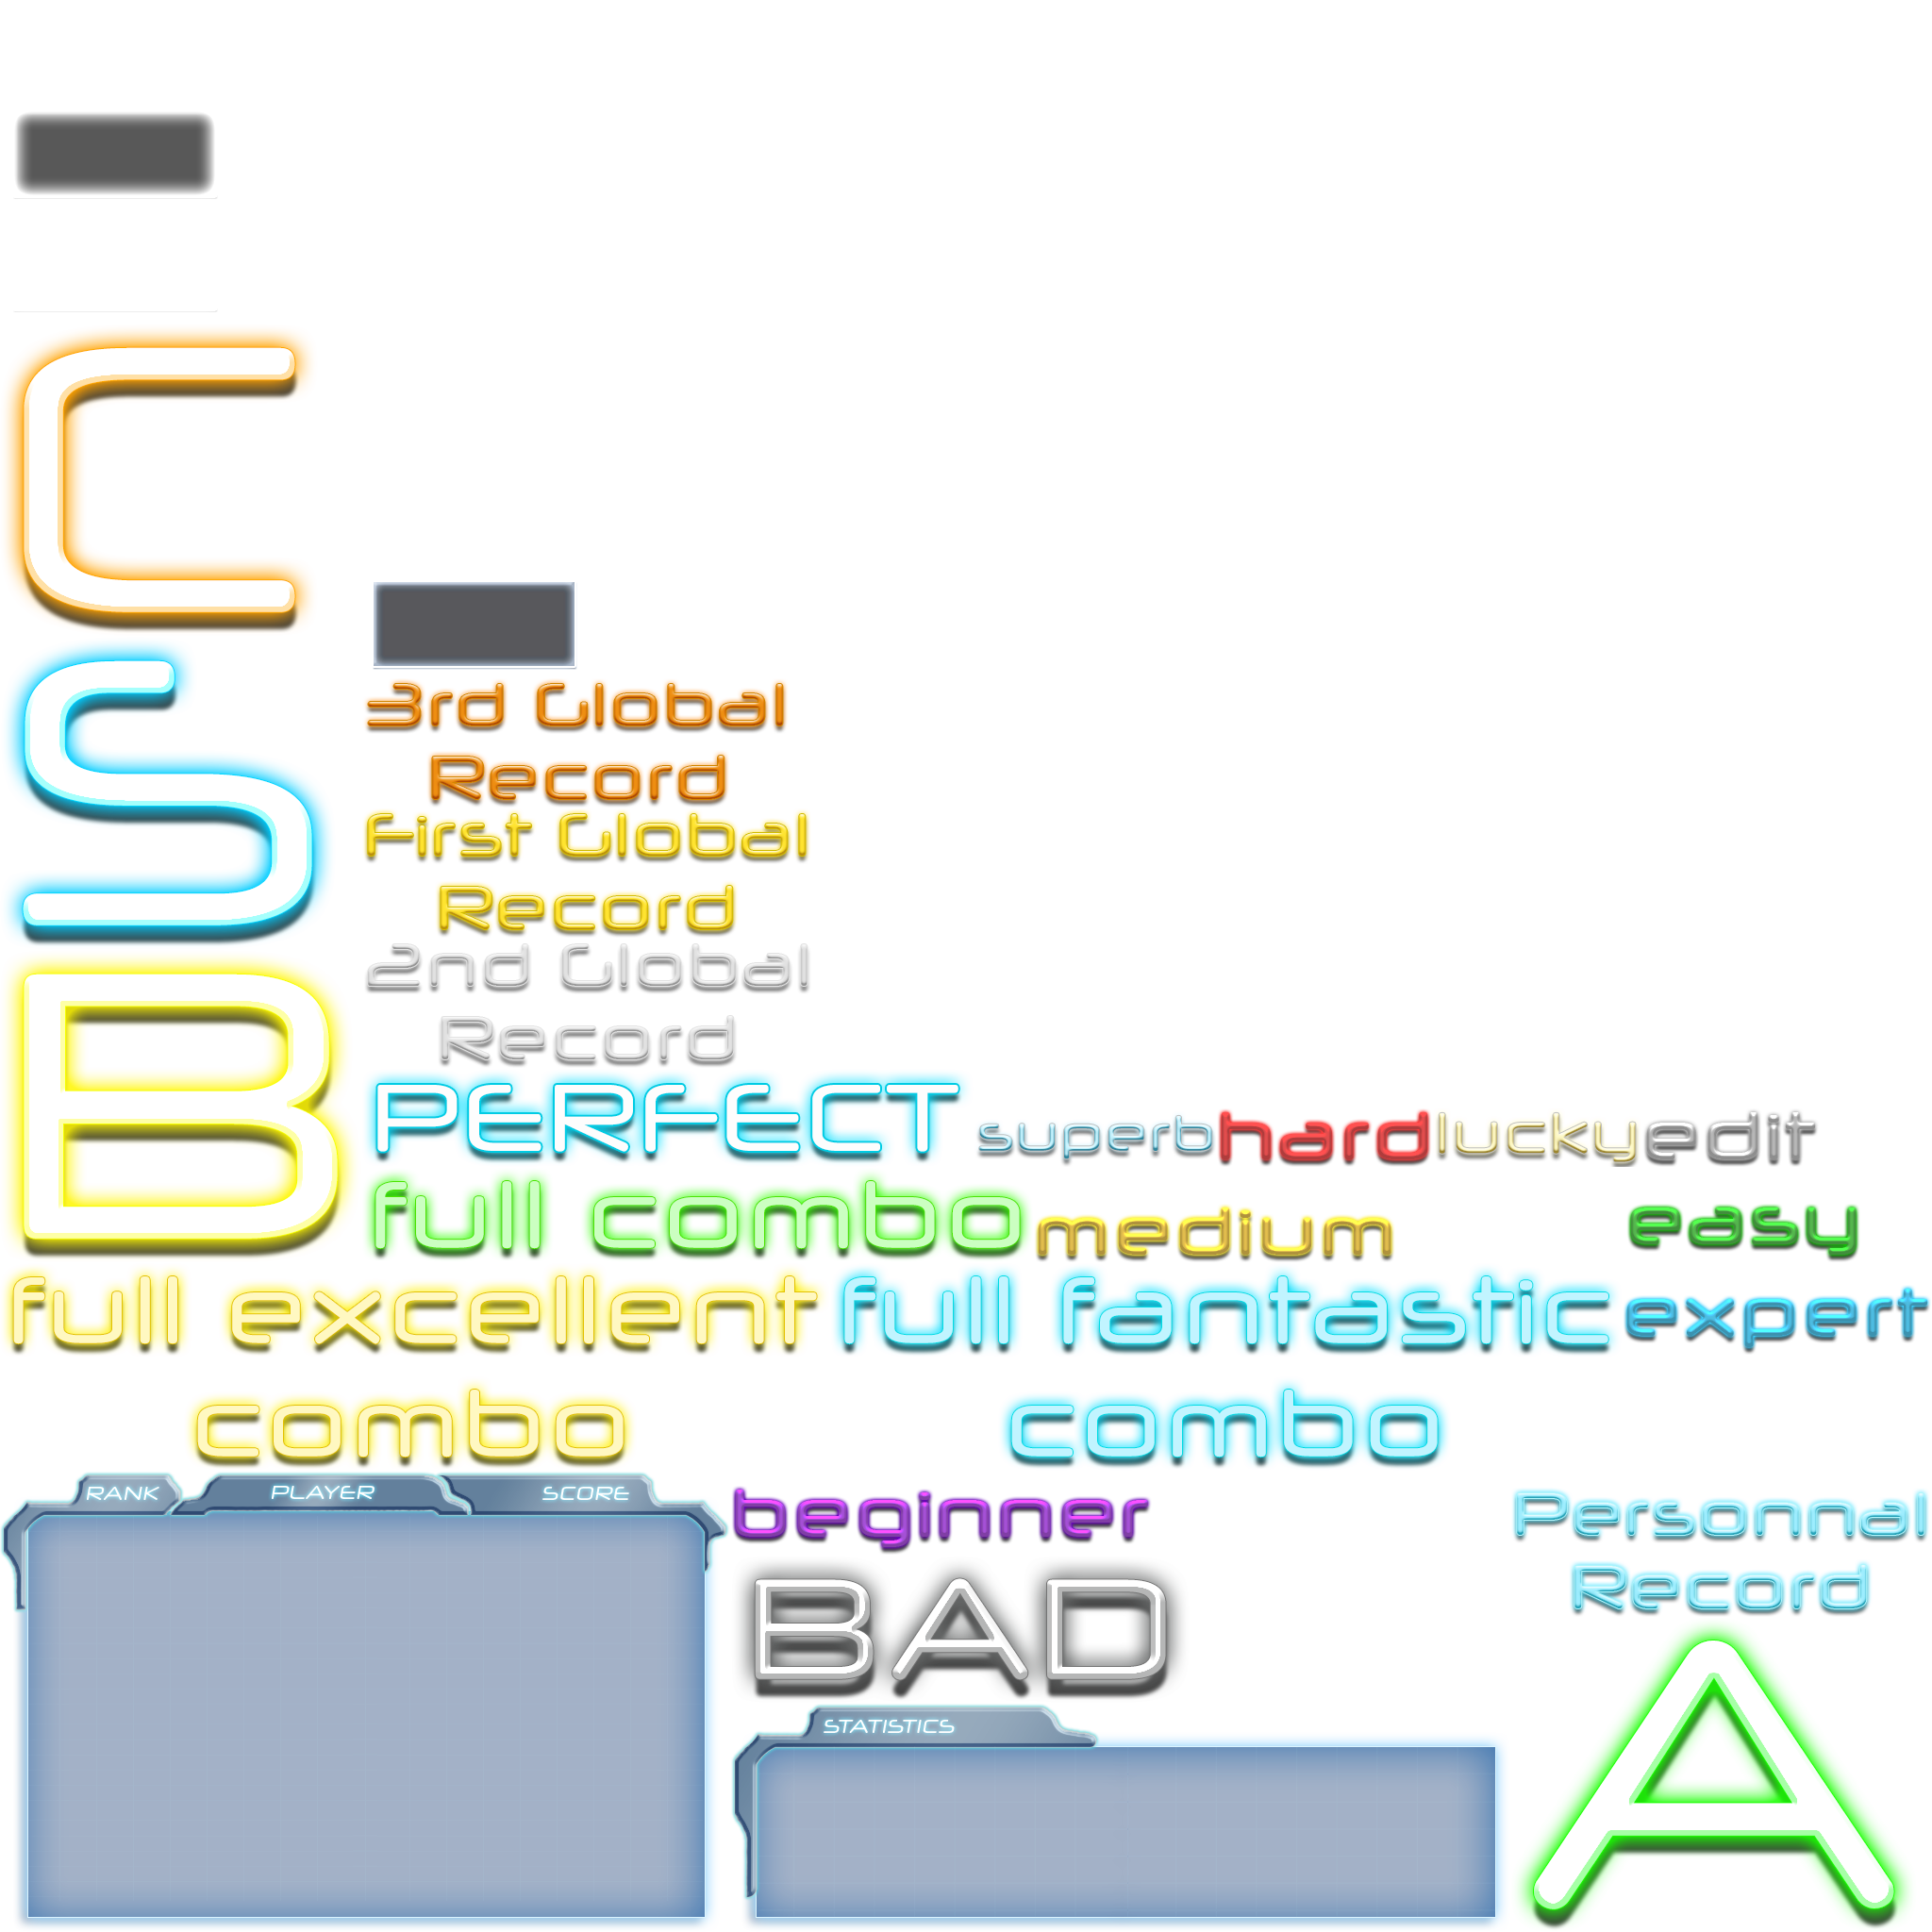 C
S
3rd Global
Record
First Global
Record
2nd Global
Record
B
PERFECT
superb
hard
lucky
edit
full combo
medium
easy
full excellent
combo
full fantastic
combo
expert
RANK
PLAYER
SCORE
beginner
Personnal
Record
BAD
STATISTICS
A